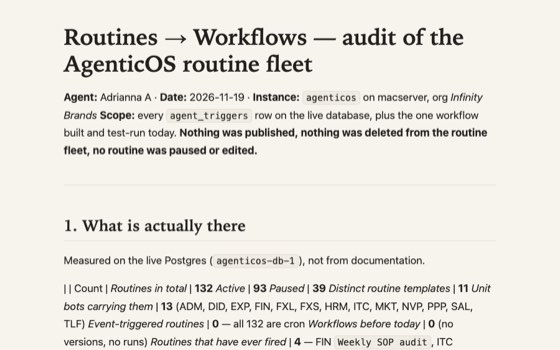 Routines → Workflows — audit of the
AgenticOS routine fleet
Agent: Adrianna A · Date: 2026-11-19 · Instance: agenticos on macserver, org Infinity
Brands Scope: every agent_triggers row on the live database, plus the one workflow
built and test-run today. Nothing was published, nothing was deleted from the routine
fleet, no routine was paused or edited.
1. What is actually there
Measured on the live Postgres ( agenticos-db-1 ), not from documentation.
| | Count | Routines in total | 132 Active | 93 Paused | 39 Distinct routine templates | 11 Unit
bots carrying them | 13 (ADM, DID, EXP, FIN, FXL, FXS, HRM, ITC, MKT, NVP, PPP, SAL,
TLF) Event-triggered routines | 0 — all 132 are cron Workflows before today | 0 (no
versions, no runs) Routines that have ever fired | 4 — FIN Weekly SOP audit , ITC